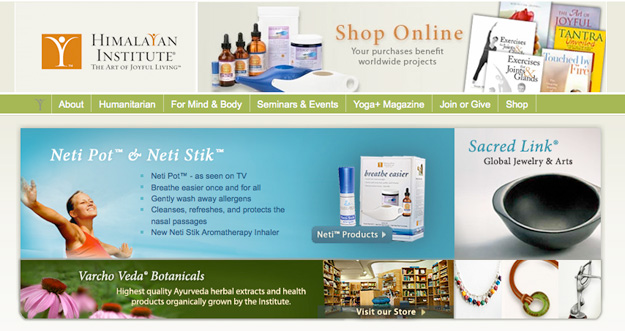 HIMALAYAN
INSTITUTE®
THE ART OF JOYFUL LIVING™
Shop Online
Your purchases benefit
worldwide projects
Exercises
for Joints
& Glands
Exercises
for Joints
& Glands
The ART of
JOYFUL
TANTRA
Unveiled
Touched by
Fire
About
Humanitarian
For Mind & Body
Seminars & Events
Yoga+ Magazine
Join or Give
Shop
Neti Pot™ & Neti Stik™
Neti Pot™ - as seen on TV
Breathe easier once and for all
Gently wash away allergens
Cleanses, refreshes, and protects the
nasal passages
New Neti Stik Aromatherapy Inhaler
breathe easier
Neti™ Products
Sacred Link®
Global Jewelry & Arts
Varcho Veda® Botanicals
Highest quality Ayurveda herbal extracts and health
products organically grown by the Institute.
Visit our Store